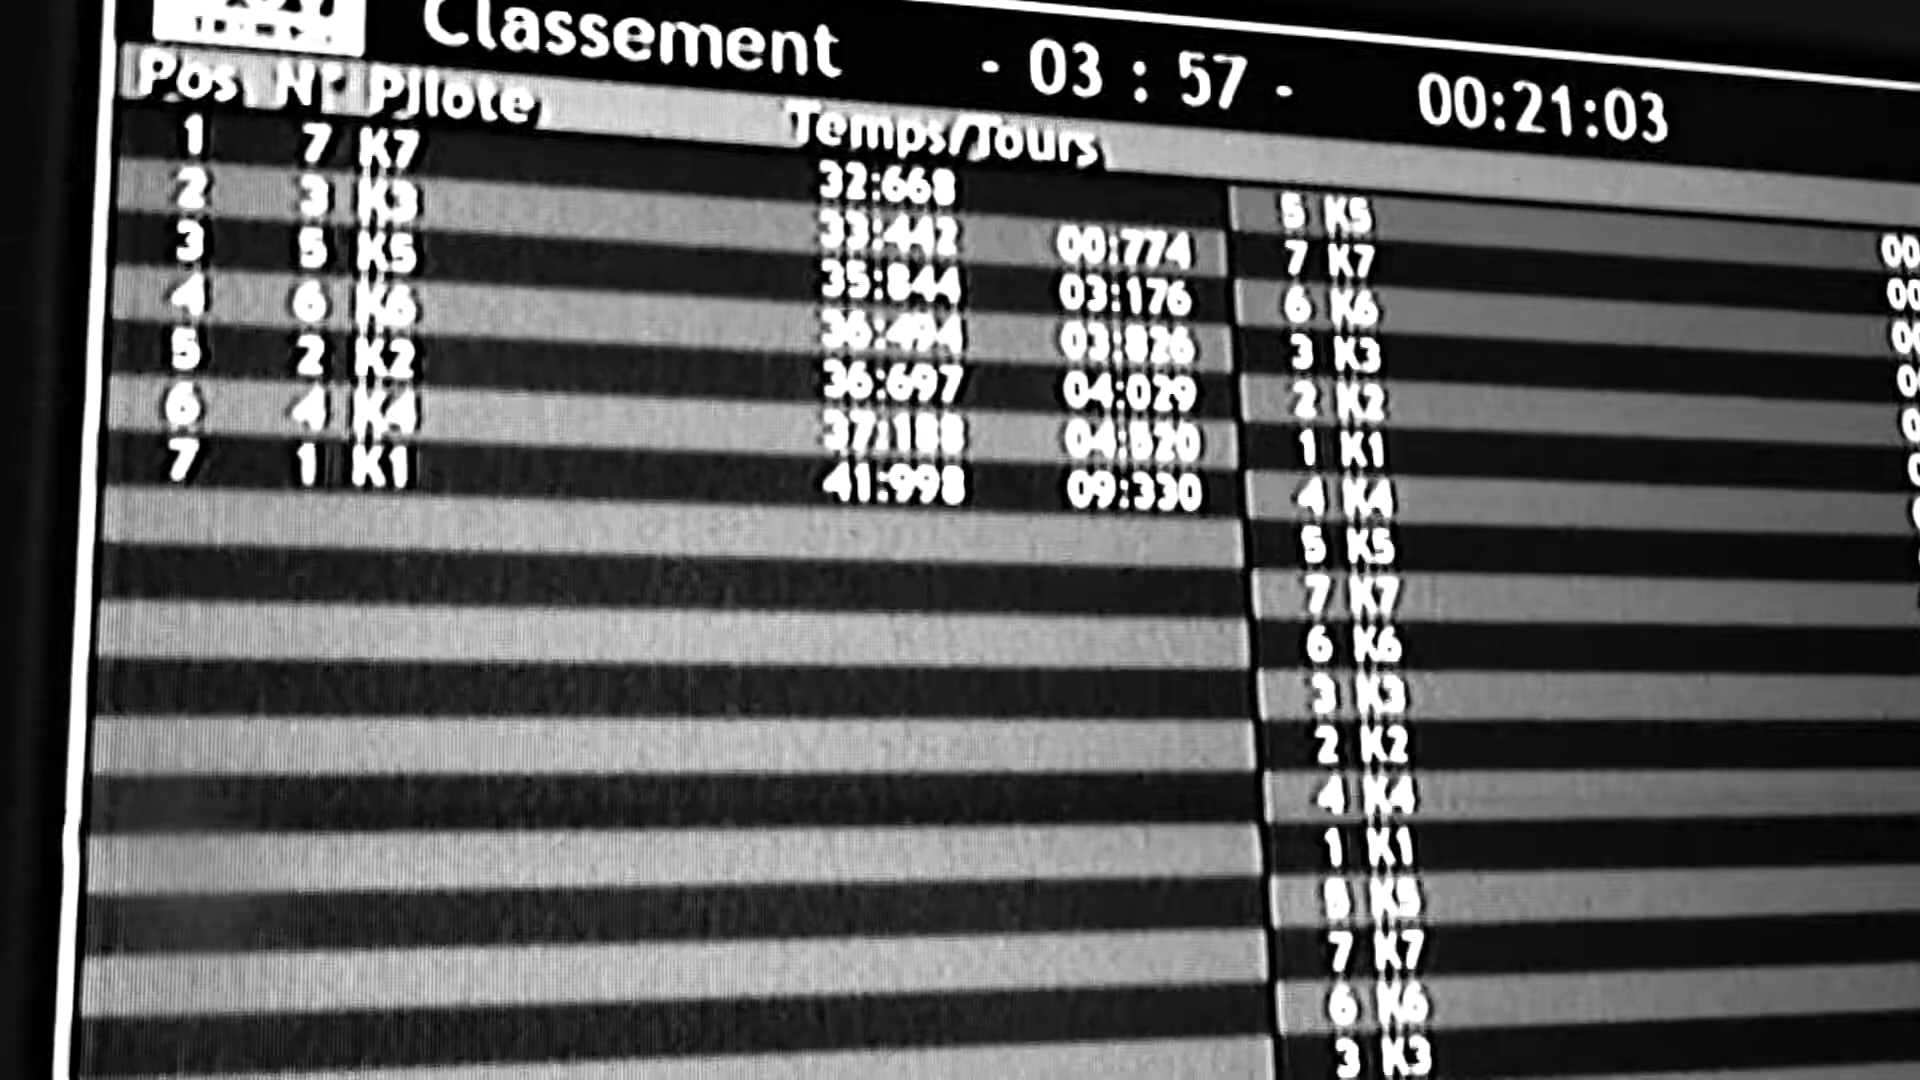 Classement - 03 : 57 - 00:21:03
Pos. Nr Pilote Temps/Tours
1 7 K7 32:668
2 3 K3 33:442 00:774
3 5 K5 35:844 03:176
4 6 K6 36:494 03:826
5 2 K2 36:697 04:029
6 4 K4 37:188 04:520
7 1 K1 41:998 09:330
5 K5 00
7 K7 00
6 K6
3 K3
2 K2
1 K1
4 K4
5 K5
7 K7
6 K6
3 K3
2 K2
4 K4
1 K1
5 K5
7 K7
6 K6
3 K3